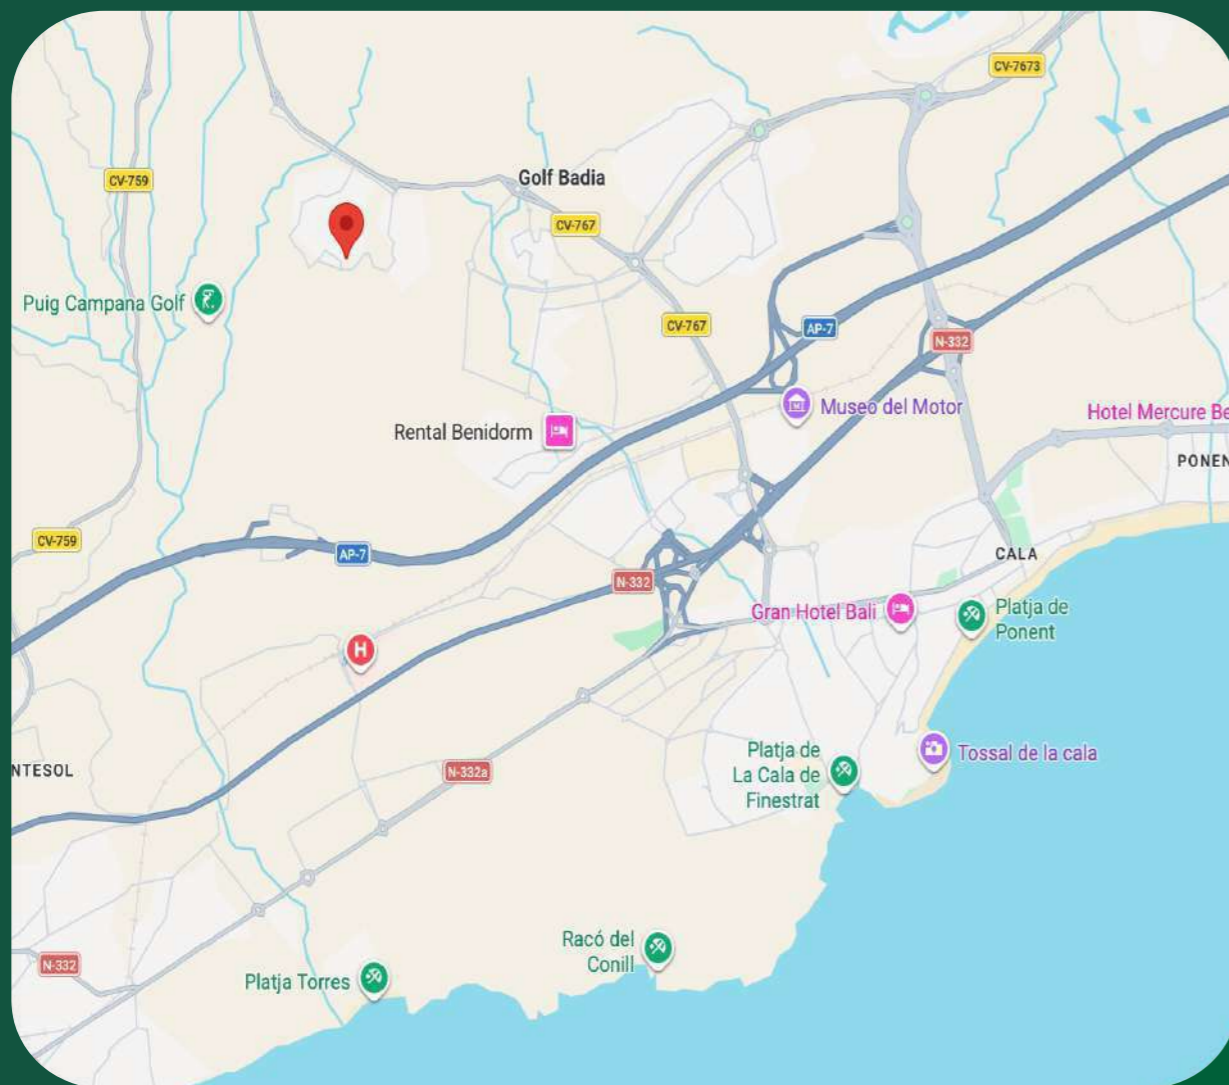 CV-7673
CV-759
Golf Badia
CV-767
Puig Campana Golf
CV-767
AP-7
N-332
Museo del Motor
Hotel Mercure Be
Rental Benidorm
PONEN
CV-759
AP-7
CALA
N-332
Gran Hotel Bali
Platja de
Ponent
H
Platja de
La Cala de
Finestrat
Tossal de la cala
NTESOL
N-332a
Racó del
Conill
N-332
Platja Torres